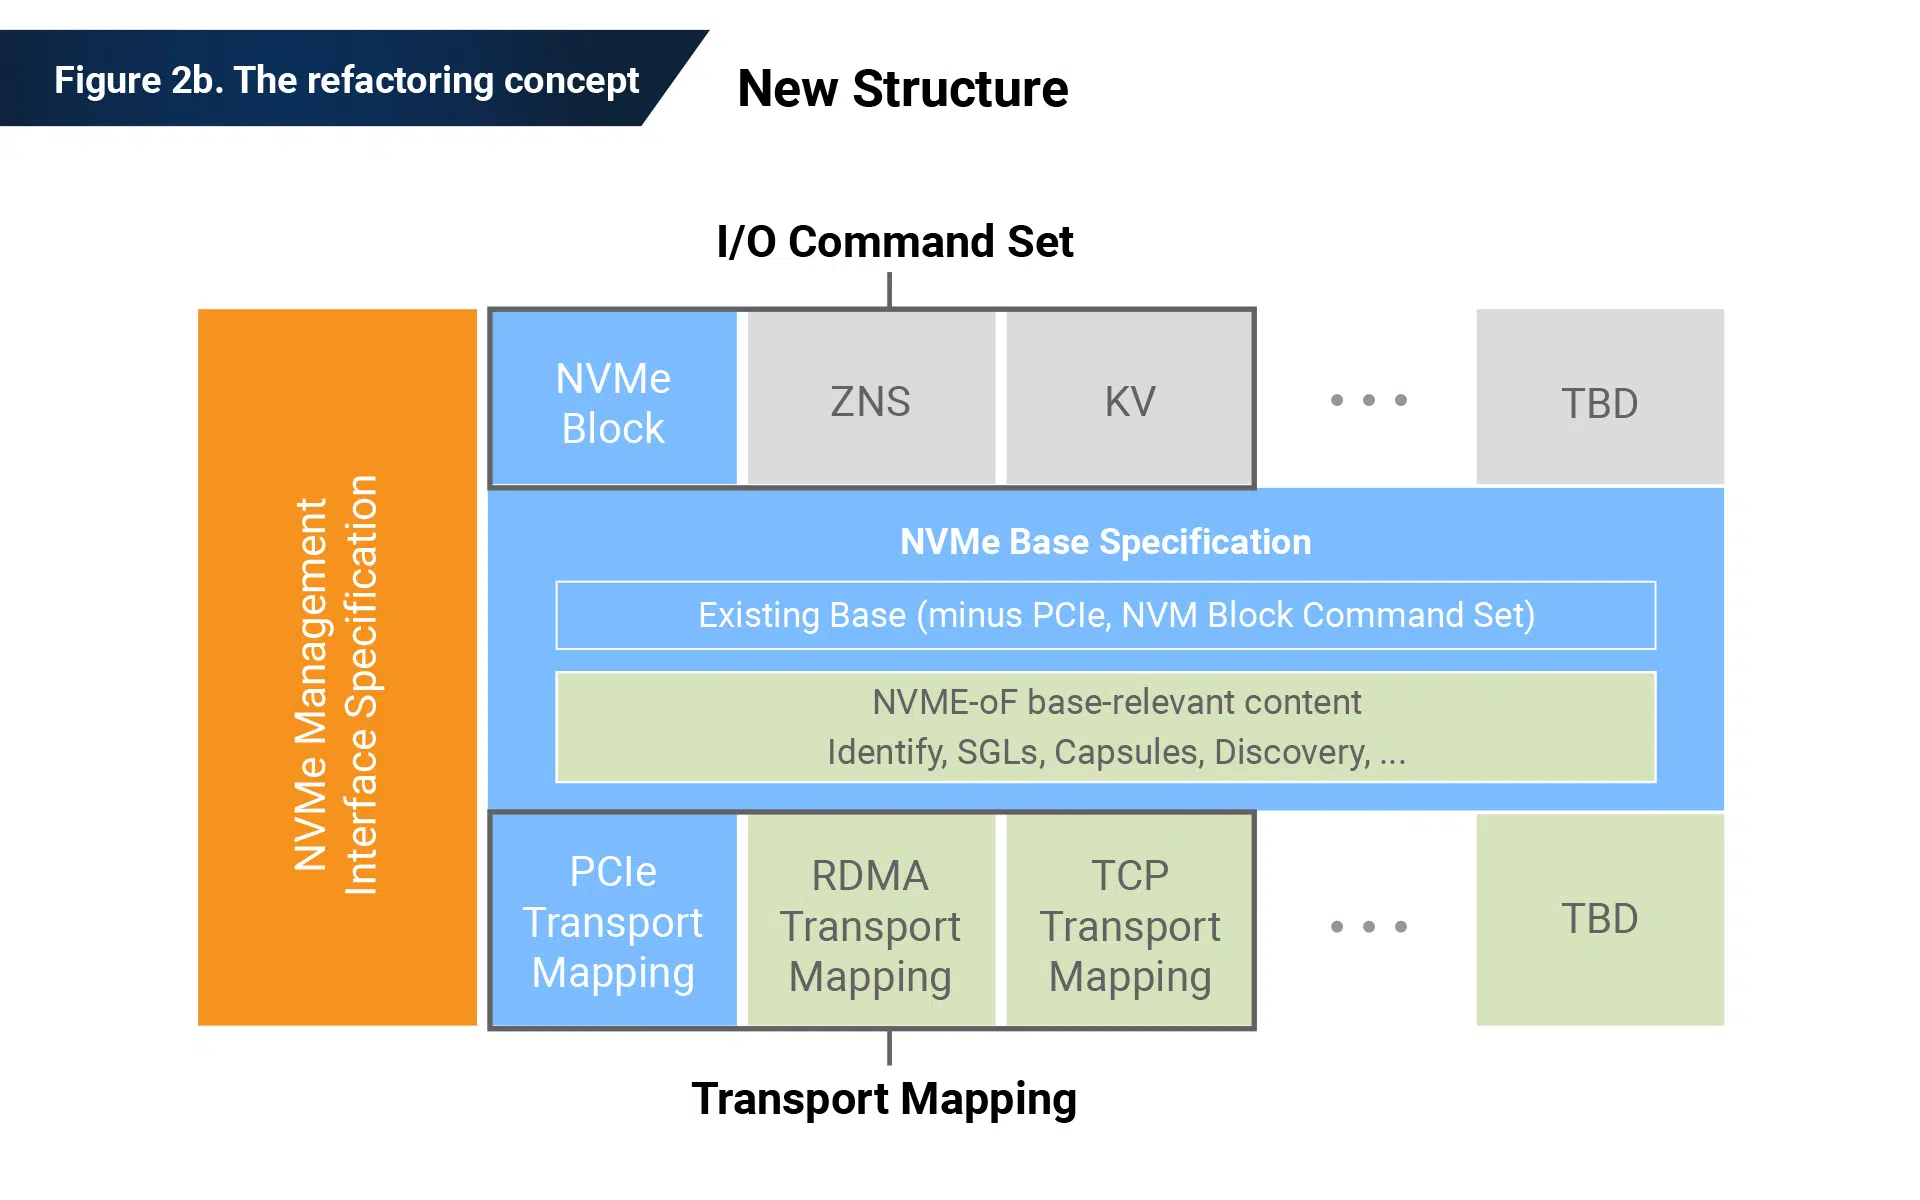 Figure 2b. The refactoring concept
New Structure
I/O Command Set
NVMe
Block
ZNS
KV
• • •
TBD
NVMe Management
Interface Specification
NVMe Base Specification
Existing Base (minus PCIe, NVM Block Command Set)
NVME-oF base-relevant content
Identify, SGLs, Capsules, Discovery, ...
PCIe
Transport
Mapping
RDMA
Transport
Mapping
TCP
Transport
Mapping
• • •
TBD
Transport Mapping